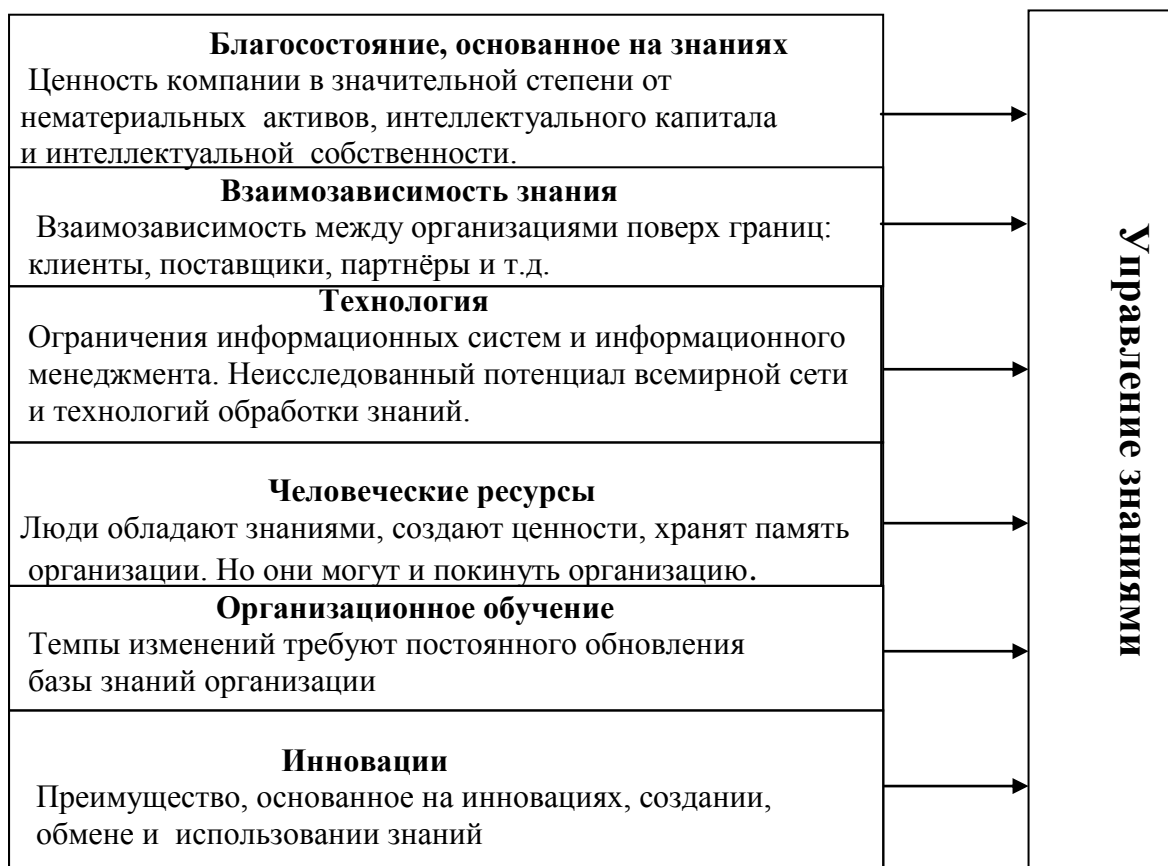 Благосостояние, основанное на знаниях
Ценность компании в значительной степени от
нематериальных активов, интеллектуального капитала
и интеллектуальной собственности.
Взаимозависимость знания
Взаимозависимость между организациями поверх границ:
клиенты, поставщики, партнёры и т.д.
Технология
Ограничения информационных систем и информационного
менеджмента. Неисследованный потенциал всемирной сети
и технологий обработки знаний.
Человеческие ресурсы
Люди обладают знаниями, создают ценности, хранят память
организации. Но они могут и покинуть организацию.
Организационное обучение
Темпы изменений требуют постоянного обновления
базы знаний организации
Инновации
Преимущество, основанное на инновациях, создании,
обмене и использовании знаний
Управление знаниями